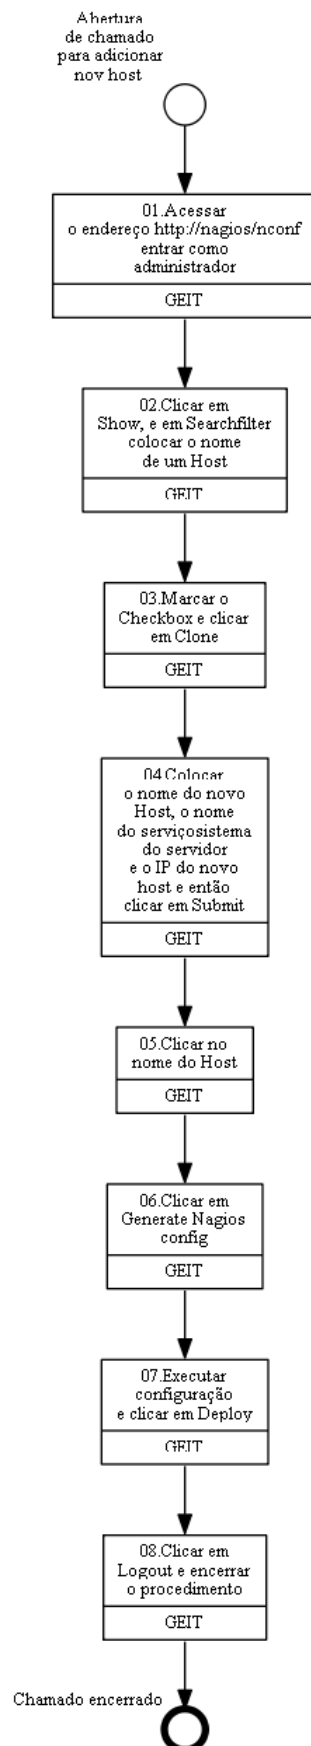 Abertura
de chamado
para adicionar
nov host
01.Acessar
o endereço http://nagios/nconf
entrar como
administrador
GEIT
02.Clicar em
Show, e em Searchfilter
colocar o nome
de um Host
GEIT
03.Marcar o
Checkbox e clicar
em Clone
GEIT
04.Colocar
o nome do novo
Host, o nome
do serviçosistema
do servidor
e o IP do novo
host e então
clicar em Submit
GEIT
05.Clicar no
nome do Host
GEIT
06.Clicar em
Generate Nagios
config
GEIT
07.Executar
configuração
e clicar em Deploy
GEIT
08.Clicar em
Logout e encerrar
o procedimento
GEIT
Chamado encerrado